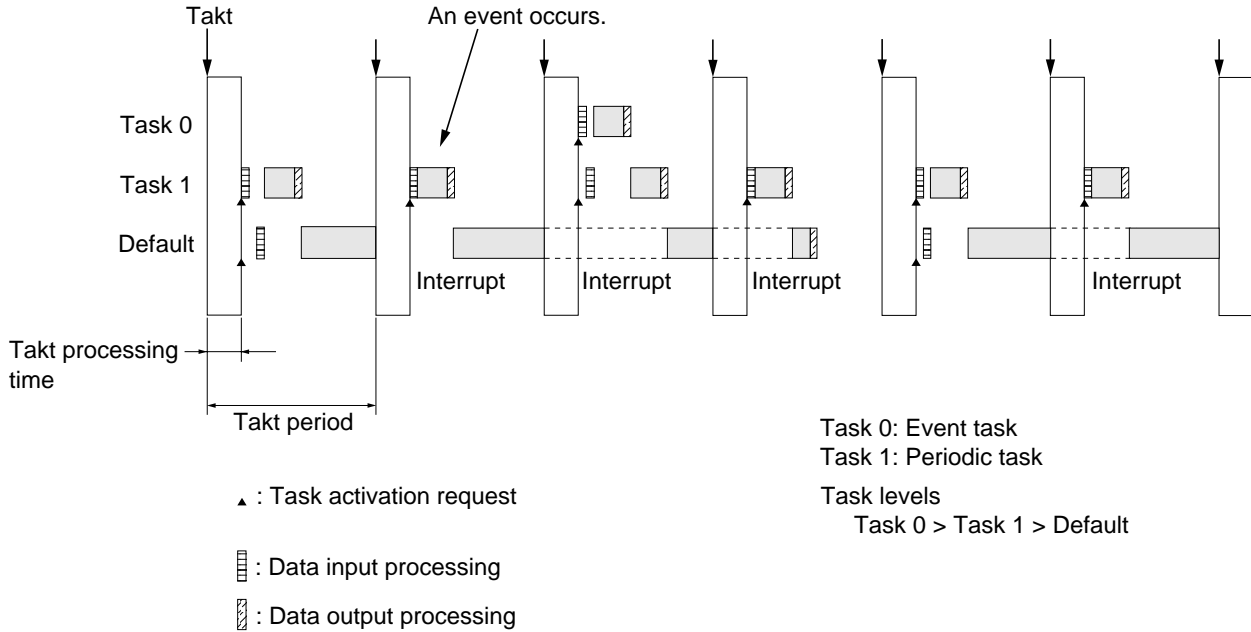 Takt
An event occurs.
Task 0
Task 1
Default
Interrupt
Interrupt
Interrupt
Interrupt
Takt processing
time
Takt period
Task 0: Event task
Task 1: Periodic task
Task levels
Task 0 > Task 1 > Default
: Task activation request
: Data input processing
: Data output processing